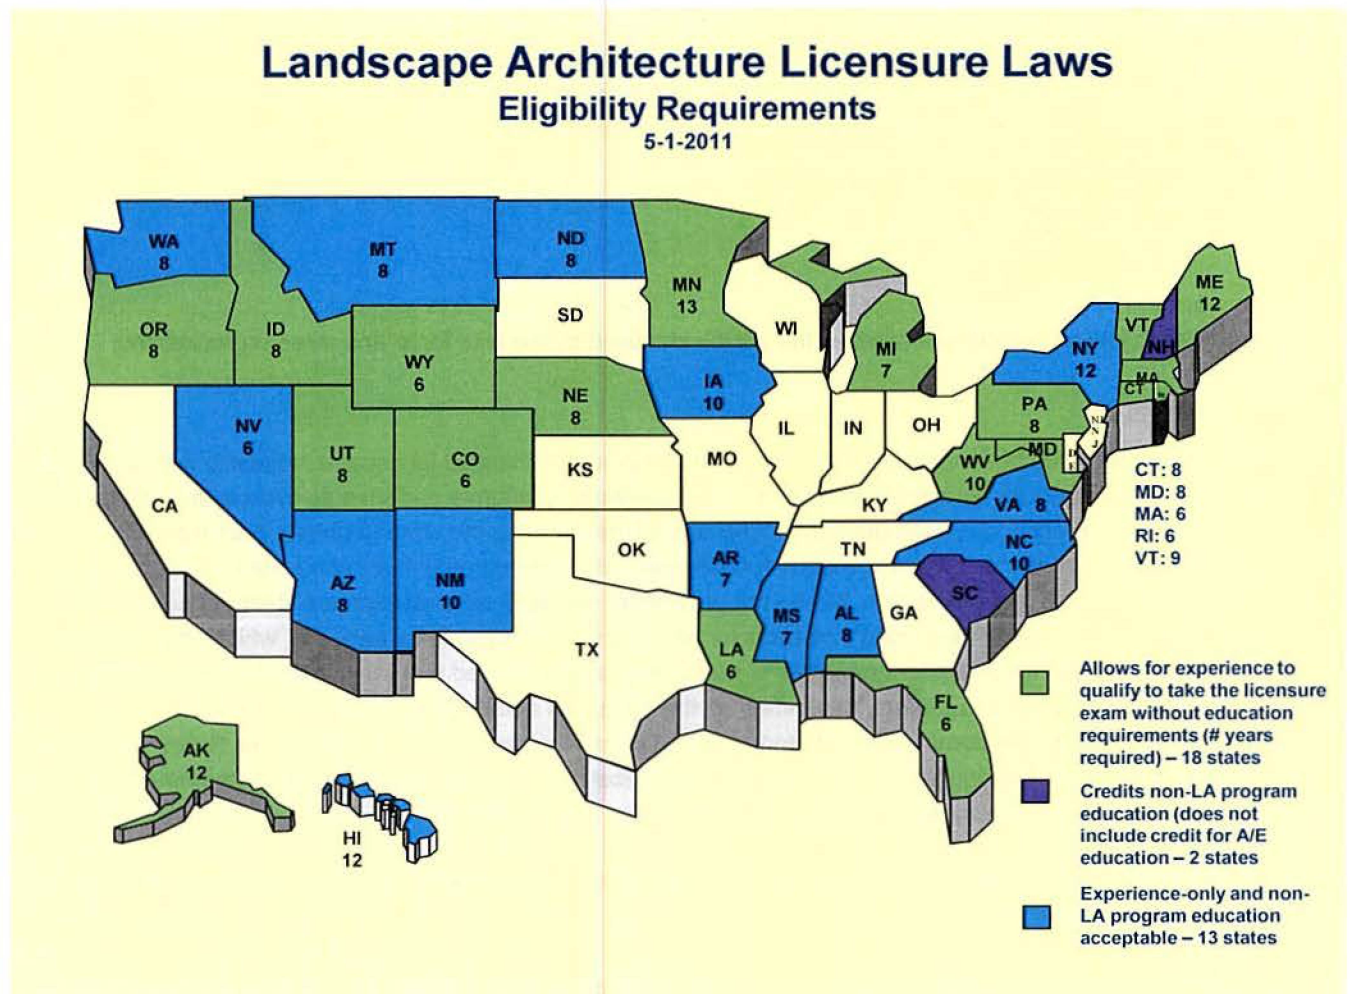 Landscape Architecture Licensure Laws
Eligibility Requirements
5-1-2011
WA
8
MT
8
ND
8
MN
13
ME
12
OR
8
ID
8
SD
WI
VT
NH
WY
6
MI
7
NY
12
MA
CT
IA
10
NE
8
PA
8
NV
6
UT
8
CO
6
IL
IN
OH
MD
WV
10
KS
MO
CA
KY
VA 8
CT: 8
MD: 8
MA: 6
RI: 6
VT: 9
OK
TN
NC
10
AR
7
AZ
8
NM
10
SC
MS
7
AL
8
GA
TX
LA
6
FL
6
AK
12
HI
12
Allows for experience to
qualify to take the licensure
exam without education
requirements (# years
required) – 18 states
Credits non-LA program
education (does not
include credit for A/E
education – 2 states
Experience-only and non-
LA program education
acceptable – 13 states